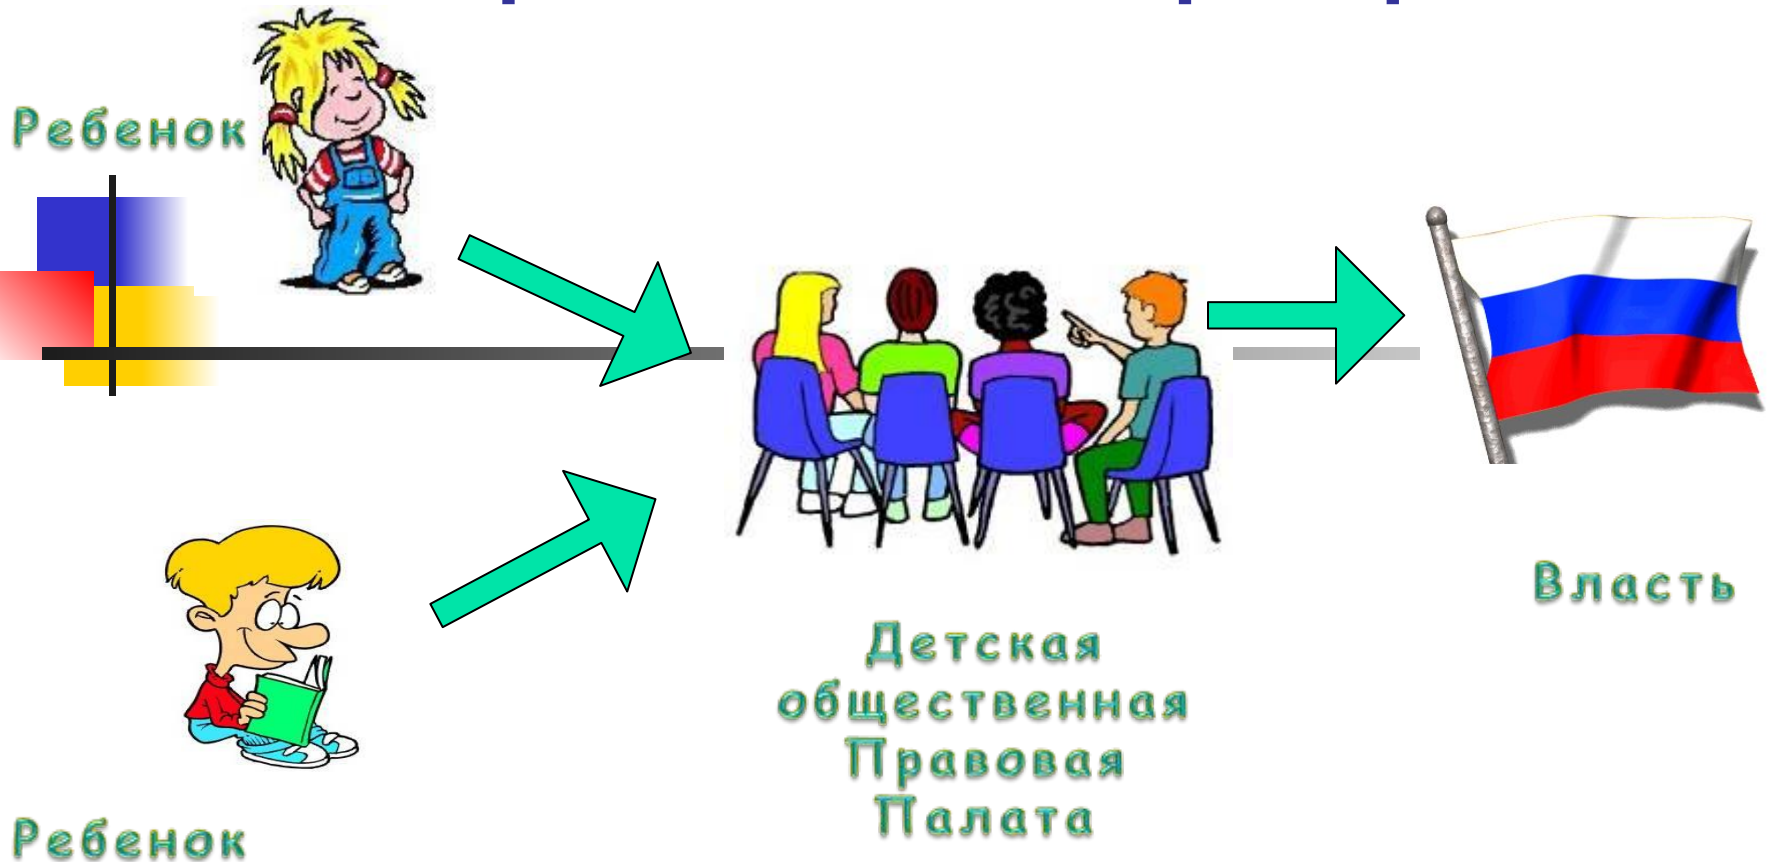 Ребенок
Власть
Детская
общественная
Правовая
Палата
Ребенок